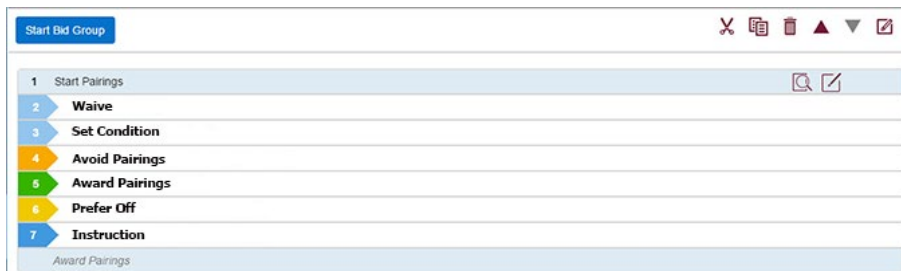 Start Bid Group
1 Start Pairings
2 Waive
3 Set Condition
4 Avoid Pairings
5 Award Pairings
6 Prefer Off
7 Instruction
Award Pairings